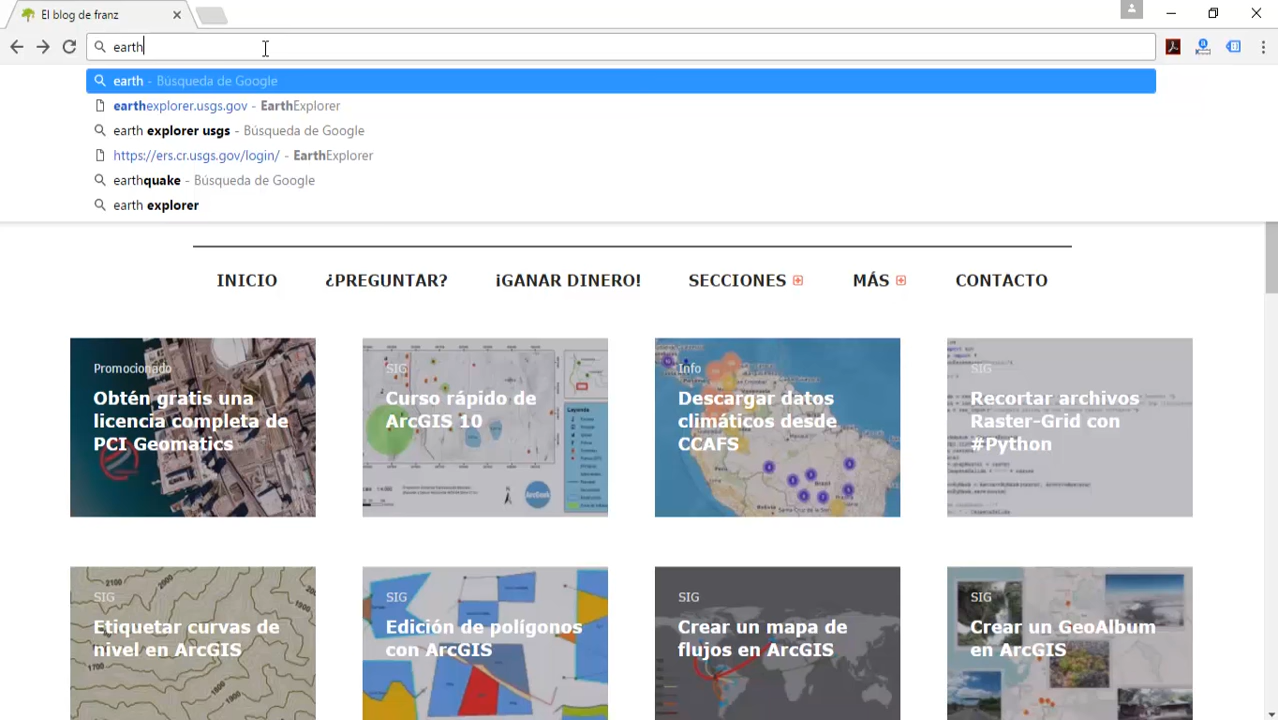 El blog de franz
earth
earth - Búsqueda de Google
earthexplorer.usgs.gov - EarthExplorer
earth explorer usgs - Búsqueda de Google
https://ers.cr.usgs.gov/login/ - EarthExplorer
earthquake - Búsqueda de Google
earth explorer
INICIO
¿PREGUNTAR?
¡GANAR DINERO!
SECCIONES
MÁS
CONTACTO
Promocionado
Obtén gratis una
licencia completa de
PCI Geomatics
SIG
Curso rápido de
ArcGIS 10
Info
Descargar datos
climáticos desde
CCAFS
SIG
Recortar archivos
Raster-Grid con
#Python
SIG
Etiquetar curvas de
nivel en ArcGIS
SIG
Edición de polígonos
con ArcGIS
SIG
Crear un mapa de
flujos en ArcGIS
SIG
Crear un GeoAlbum
en ArcGIS